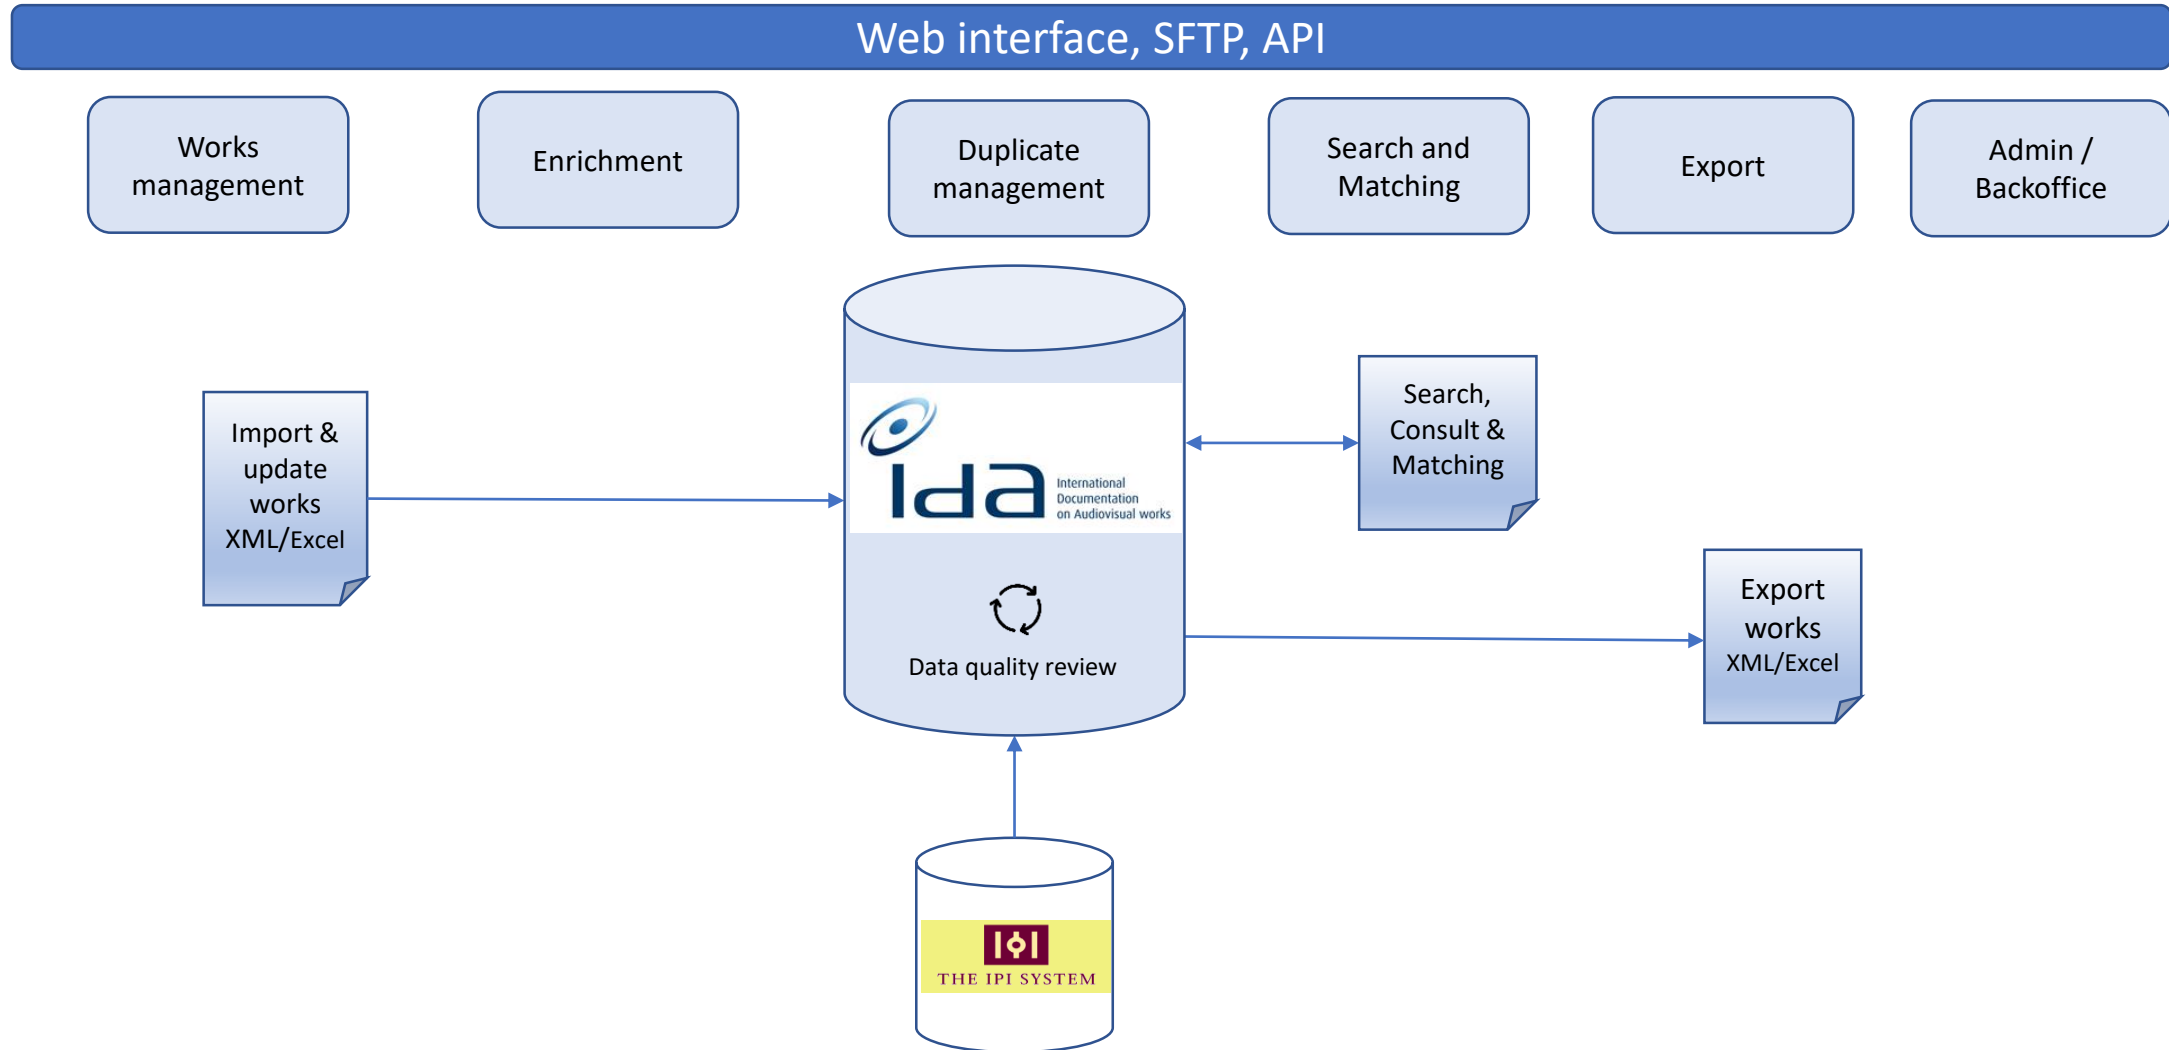 Web interface, SFTP, API
Works
management
Enrichment
Duplicate
management
Search and
Matching
Export
Admin /
Backoffice
Import &
update
works
XML/Excel
Ida
International
Documentation
on Audiovisual works
Data quality review
Search,
Consult &
Matching
Export
works
XML/Excel
IPI
THE IPI SYSTEM